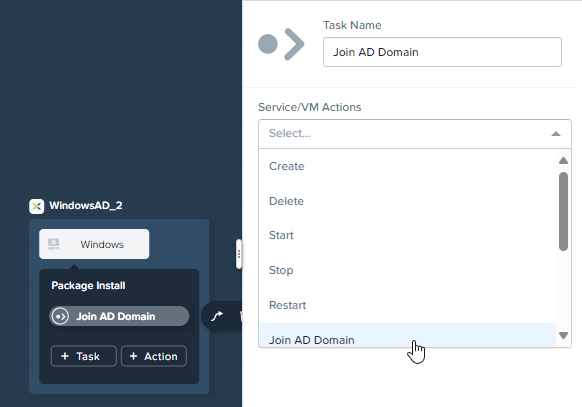 Task Name
Join AD Domain
Service/VM Actions
Select...
Create
Delete
Start
Stop
Restart
Join AD Domain
WindowsAD_2
Windows
Package Install
Join AD Domain
+ Task
+ Action